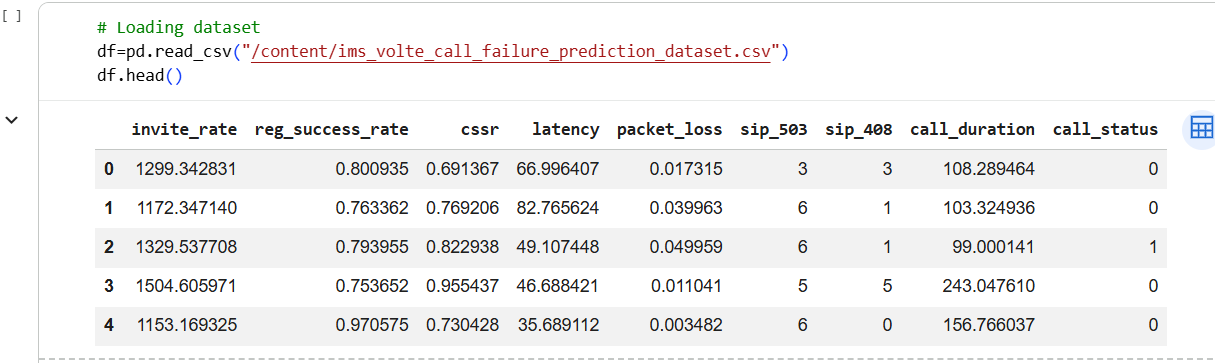 [ ]
# Loading dataset
df=pd.read_csv("/content/ims_volte_call_failure_prediction_dataset.csv")
df.head()
invite_rate reg_success_rate cssr latency packet_loss sip_503 sip_408 call_duration call_status
0 1299.342831 0.800935 0.691367 66.996407 0.017315 3 3 108.289464 0
1 1172.347140 0.763362 0.769206 82.765624 0.039963 6 1 103.324936 0
2 1329.537708 0.793955 0.822938 49.107448 0.049959 6 1 99.000141 1
3 1504.605971 0.753652 0.955437 46.688421 0.011041 5 5 243.047610 0
4 1153.169325 0.970575 0.730428 35.689112 0.003482 6 0 156.766037 0